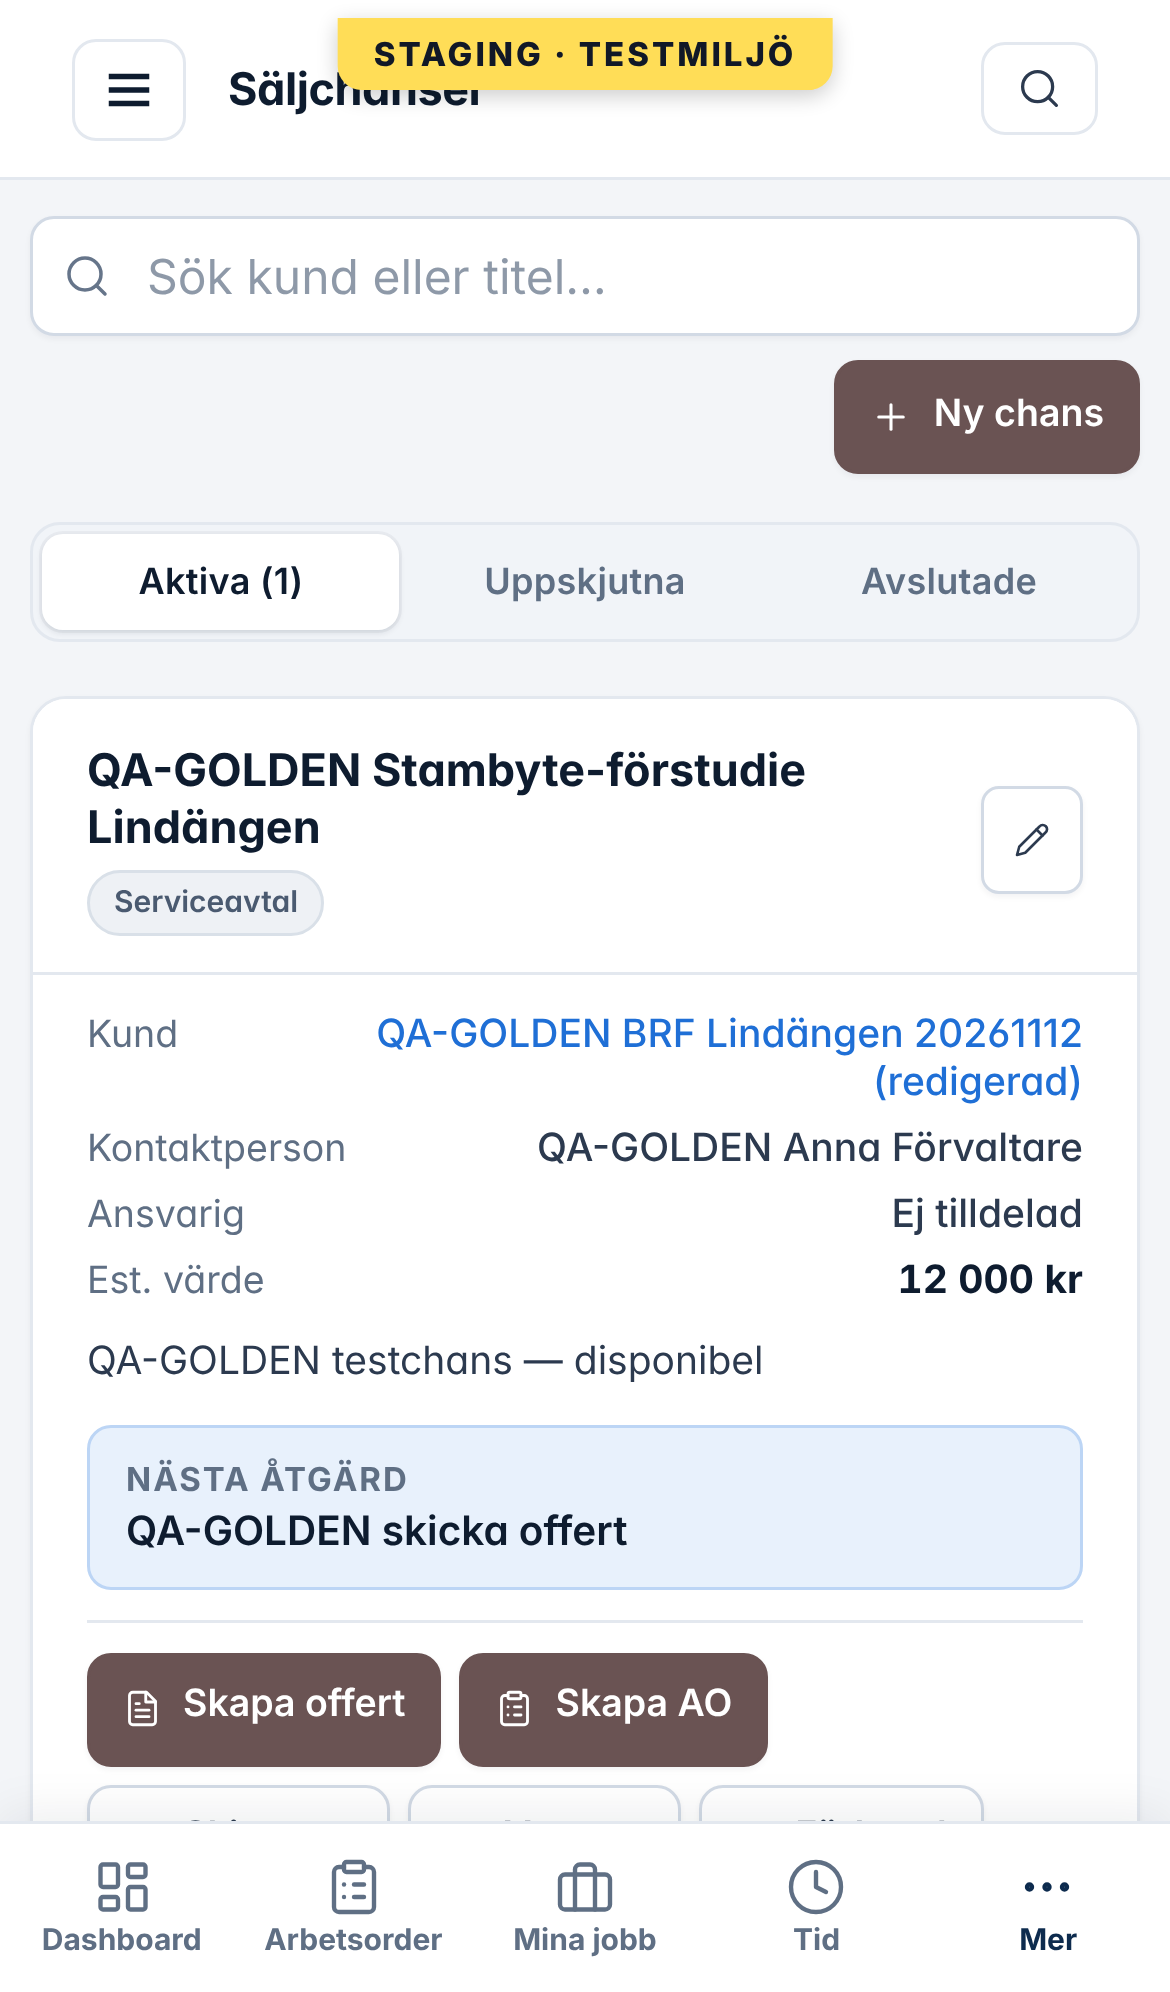 STAGING · TESTMILJÖ
Säljchanser
Sök kund eller titel...
Ny chans
Aktiva (1)
Uppskjutna
Avslutade
QA-GOLDEN Stambyte-förstudie
Lindängen
Serviceavtal
Kund
QA-GOLDEN BRF Lindängen 20261112
(redigerad)
Kontaktperson
QA-GOLDEN Anna Förvaltare
Ansvarig
Ej tilldelad
Est. värde
12 000 kr
QA-GOLDEN testchans — disponibel
NÄSTA ÅTGÄRD
QA-GOLDEN skicka offert
Skapa offert
Skapa AO
Dashboard
Arbetsorder
Mina jobb
Tid
Mer